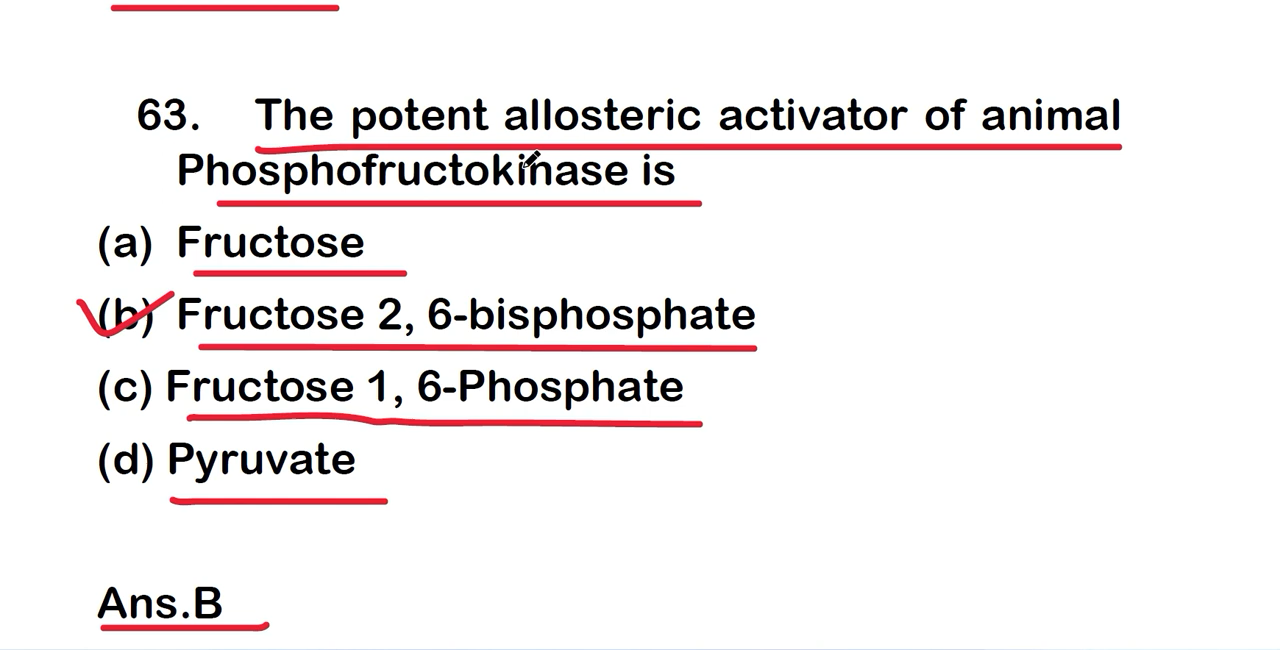 63. The potent allosteric activator of animal
Phosphofructokinase is
(a) Fructose
(b) Fructose 2, 6-bisphosphate
(c) Fructose 1, 6-Phosphate
(d) Pyruvate
Ans.B